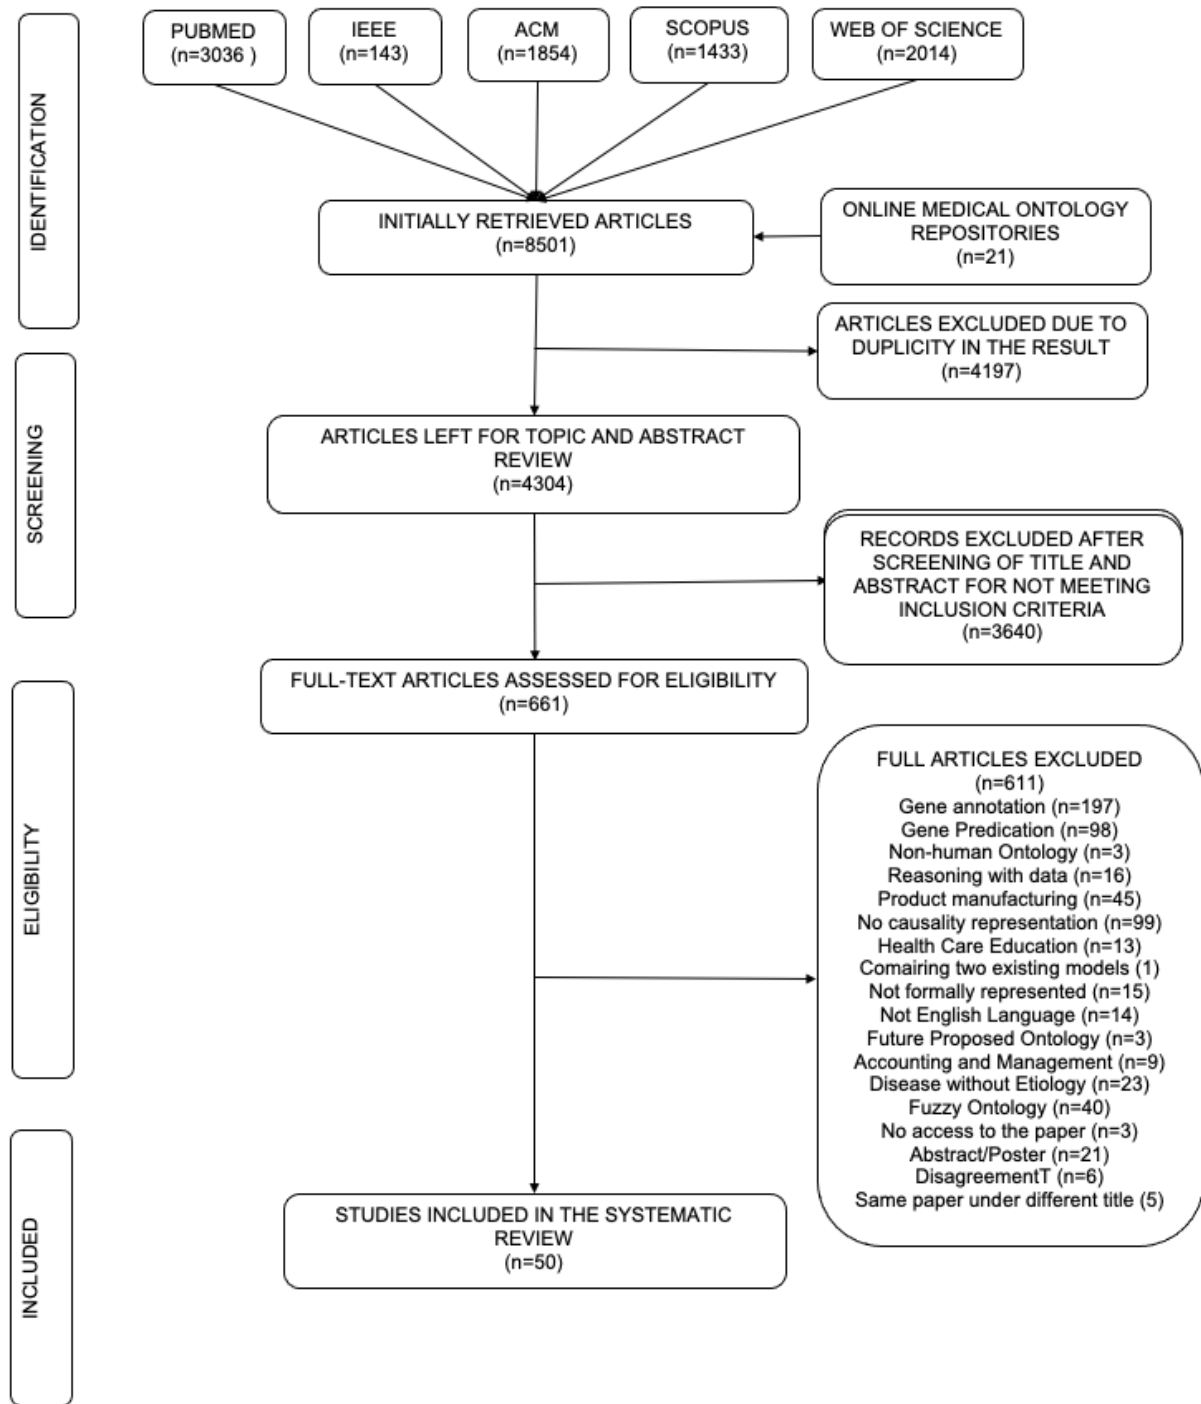 IDENTIFICATION
PUBMED
(n=3036 )
IEEE
(n=143)
ACM
(n=1854)
SCOPUS
(n=1433)
WEB OF SCIENCE
(n=2014)
INITIALLY RETRIEVED ARTICLES
(n=8501)
ONLINE MEDICAL ONTOLOGY
REPOSITORIES
(n=21)
ARTICLES EXCLUDED DUE TO
DUPLICITY IN THE RESULT
(n=4197)
SCREENING
ARTICLES LEFT FOR TOPIC AND ABSTRACT
REVIEW
(n=4304)
RECORDS EXCLUDED AFTER
SCREENING OF TITLE AND
ABSTRACT FOR NOT MEETING
INCLUSION CRITERIA
(n=3640)
ELIGIBILITY
FULL-TEXT ARTICLES ASSESSED FOR ELIGIBILITY
(n=661)
FULL ARTICLES EXCLUDED
(n=611)
Gene annotation (n=197)
Gene Predication (n=98)
Non-human Ontology (n=3)
Reasoning with data (n=16)
Product manufacturing (n=45)
No causality representation (n=99)
Health Care Education (n=13)
Comairing two existing models (1)
Not formally represented (n=15)
Not English Language (n=14)
Future Proposed Ontology (n=3)
Accounting and Management (n=9)
Disease without Etiology (n=23)
Fuzzy Ontology (n=40)
No access to the paper (n=3)
Abstract/Poster (n=21)
DisagreementT (n=6)
Same paper under different title (5)
INCLUDED
STUDIES INCLUDED IN THE SYSTEMATIC
REVIEW
(n=50)